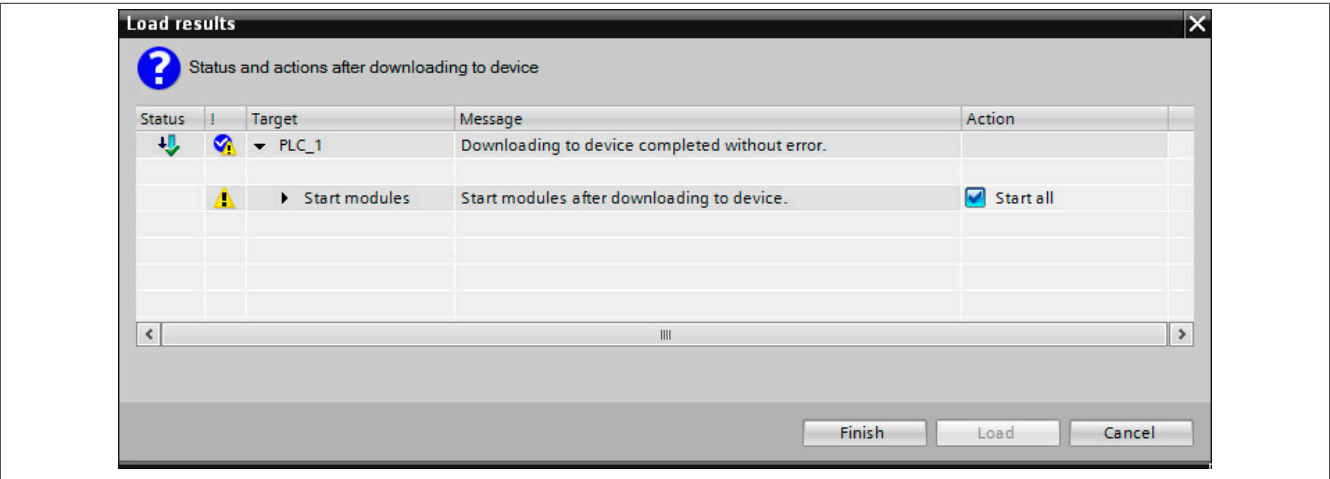 Load results
Status and actions after downloading to device
Status ! Target Message Action
PLC_1 Downloading to device completed without error.
Start modules Start modules after downloading to device. Start all
Finish Load Cancel